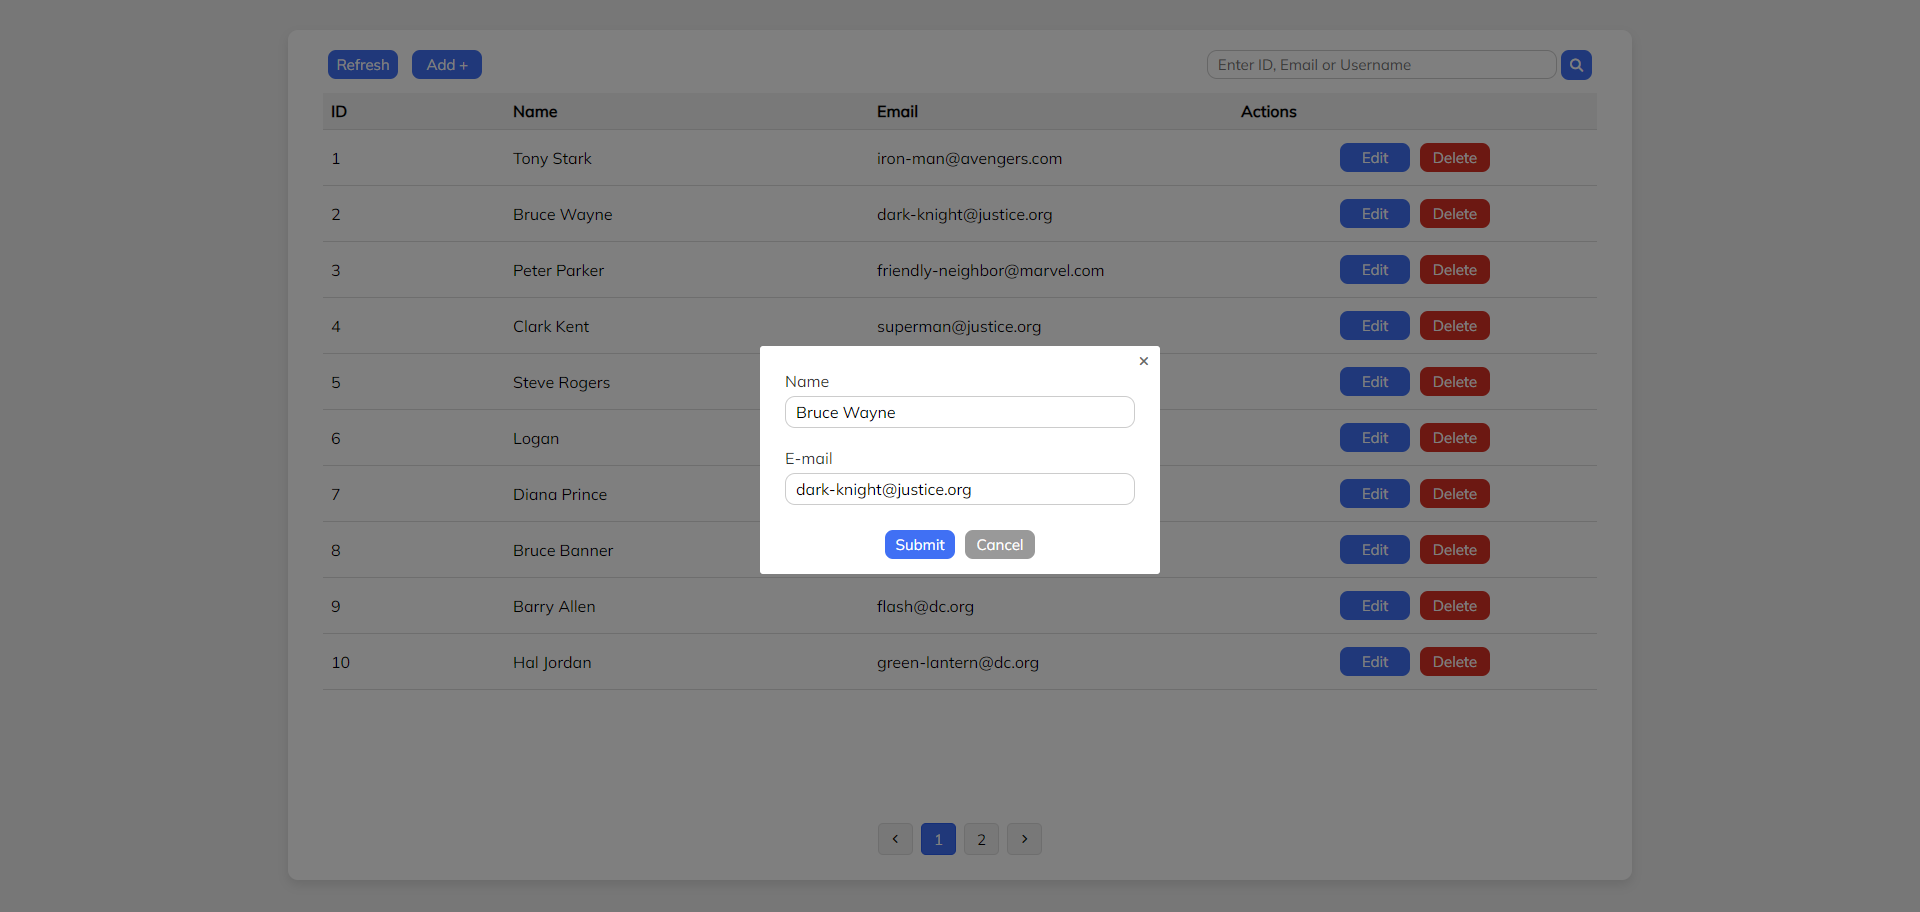 Refresh Add + Enter ID, Email or Username
ID Name Email Actions
1 Tony Stark iron-man@avengers.com Edit Delete
2 Bruce Wayne dark-knight@justice.org Edit Delete
3 Peter Parker friendly-neighbor@marvel.com Edit Delete
4 Clark Kent superman@justice.org Edit Delete
5 Steve Rogers Edit Delete
6 Logan Edit Delete
7 Diana Prince Edit Delete
8 Bruce Banner Edit Delete
9 Barry Allen flash@dc.org Edit Delete
10 Hal Jordan green-lantern@dc.org Edit Delete
Name
Bruce Wayne
E-mail
dark-knight@justice.org
Submit Cancel
1 2